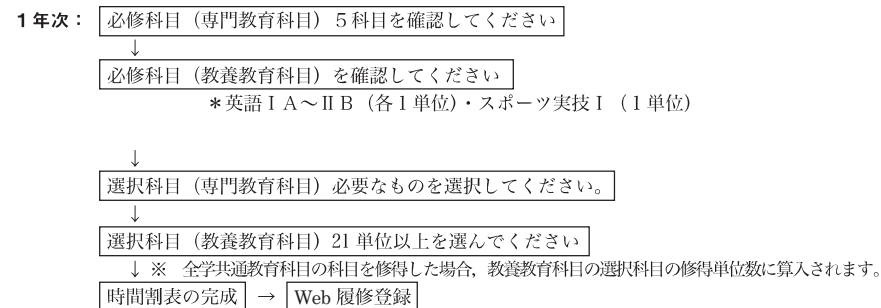 1年次： 必修科目（専門教育科目）５科目を確認してください
↓
必修科目（教養教育科目）を確認してください
＊英語ⅠＡ～ⅡＢ（各１単位）・スポーツ実技Ⅰ（１単位）
↓
選択科目（専門教育科目）必要なものを選択してください。
↓
選択科目（教養教育科目）21 単位以上を選んでください
↓ ※　全学共通教育科目の科目を修得した場合，教養教育科目の選択科目の修得単位数に算入されます。
時間割表の完成 → Web 履修登録